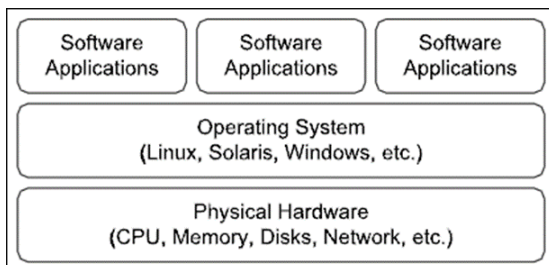 Software
Applications
Software
Applications
Software
Applications
Operating System
(Linux, Solaris, Windows, etc.)
Physical Hardware
(CPU, Memory, Disks, Network, etc.)